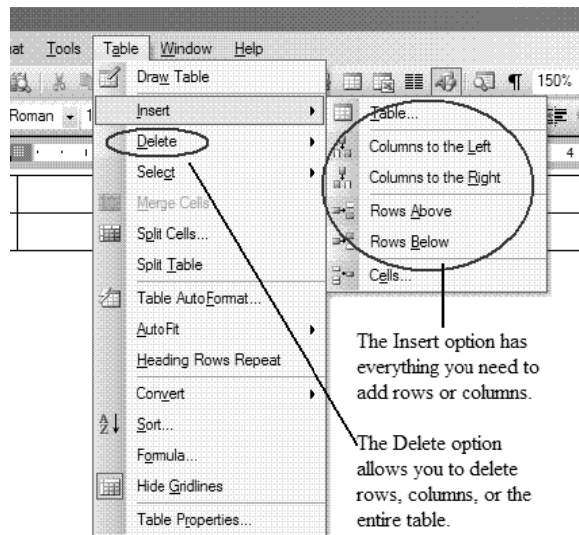 at Tools Table Window Help
Draw Table
150%
Roman
Insert
Table...
Delete
Columns to the Left
4
Select
Columns to the Right
Merge Cells
Rows Above
Split Cells...
Rows Below
Split Table
Cells...
Table AutoFormat...
AutoFit
Heading Rows Repeat
Convert
Sort...
Formula...
Hide Gridlines
Table Properties...
The Insert option has
everything you need to
add rows or columns.
The Delete option
allows you to delete
rows, columns, or the
entire table.